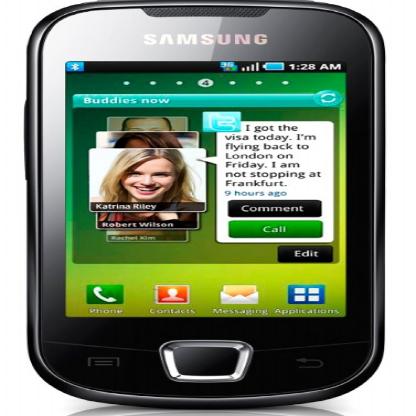 SAMSUNG
3G 1:28 AM
4
Buddies now
I got the
visa today. I'm
flying back to
London on
Friday. I am
not stopping at
Frankfurt.
9 hours ago
Comment
Call
Katrina Riley
Robert Wilson
Rachel Kim
Edit
Phone Contacts Messaging Applications